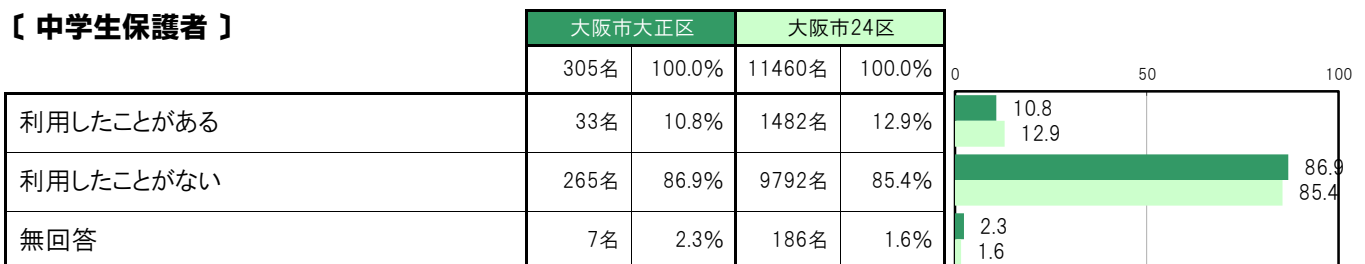 〔 中学生保護者 〕
大阪市大正区 大阪市24区
305名 100.0% 11460名 100.0%
0 50 100
利用したことがある 33名 10.8% 1482名 12.9%
10.8
12.9
利用したことがない 265名 86.9% 9792名 85.4%
86.9
85.4
無回答 7名 2.3% 186名 1.6%
2.3
1.6